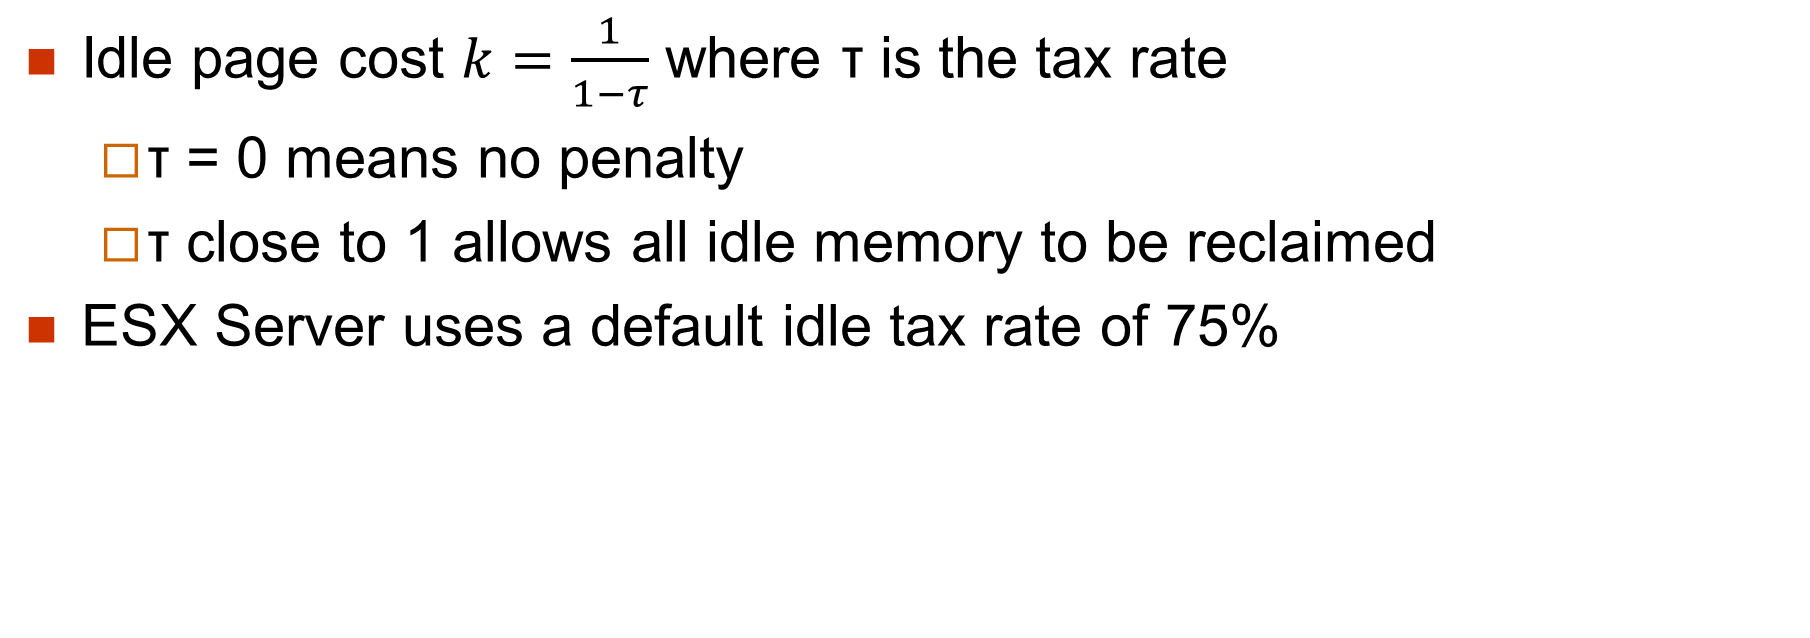 ■ Idle page cost k = 1/(1−τ) where τ is the tax rate
□ τ = 0 means no penalty
□ τ close to 1 allows all idle memory to be reclaimed
■ ESX Server uses a default idle tax rate of 75%